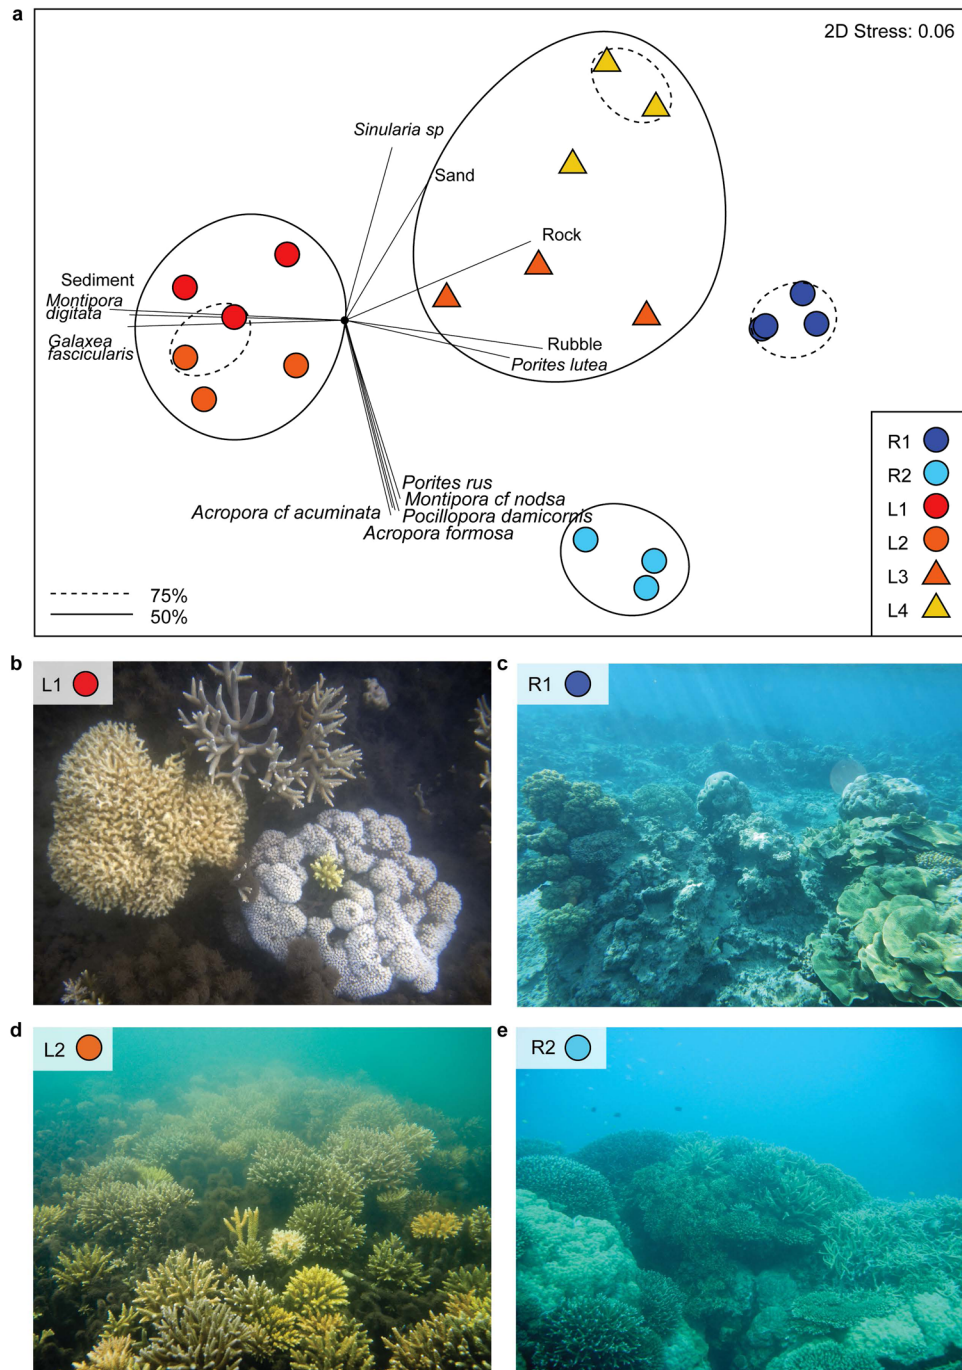 a
2D Stress: 0.06
Sinularia sp
Sand
Rock
Sediment
Montipora
digitata
Galaxea
fascicularis
Rubble
Porites lutea
Porites rus
Montipora cf nodsa
Acropora cf acuminata
Pocillopora damicornis
Acropora formosa
75%
50%
R1
R2
L1
L2
L3
L4
b
L1
c
R1
d
L2
e
R2